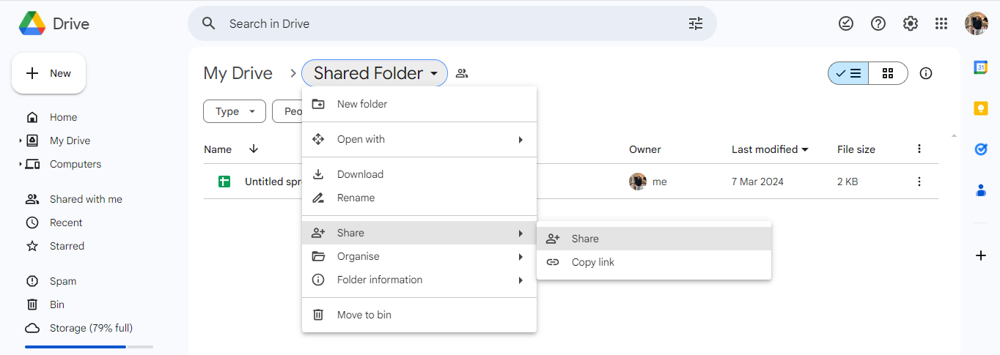 Drive
Search in Drive
New
Home
My Drive
Computers
Shared with me
Recent
Starred
Spam
Bin
Storage (79% full)
My Drive
Shared Folder
Type
Name
Owner
Last modified
File size
me
7 Mar 2024
2 KB
New folder
Open with
Download
Rename
Share
Organise
Folder information
Move to bin
Share
Copy link
Untitled
31